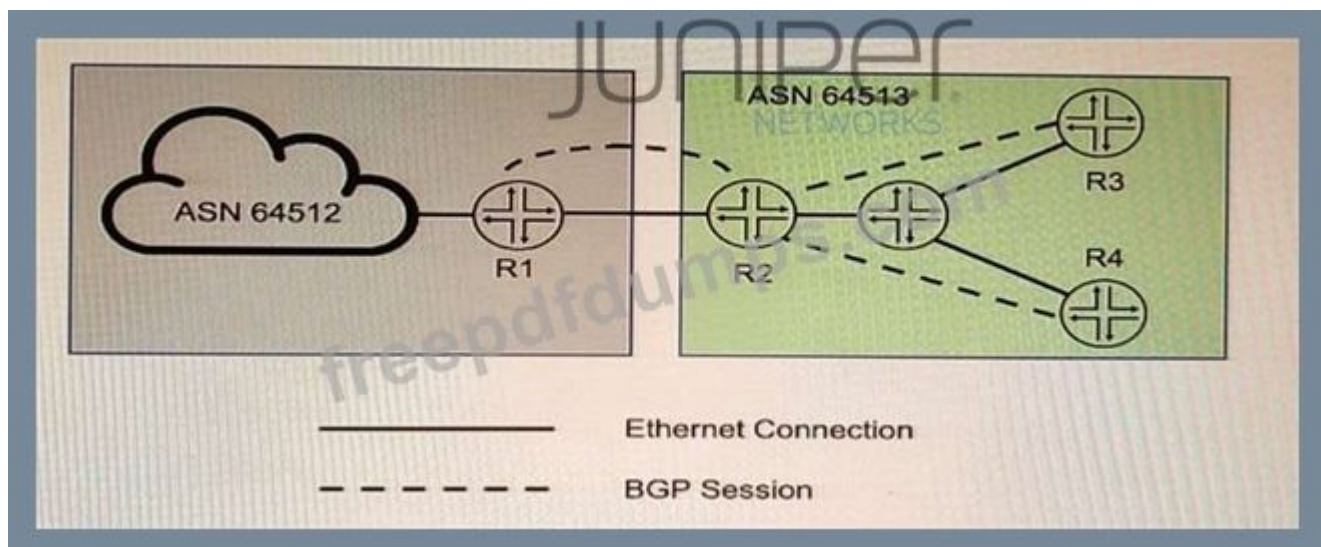 JUNIPER
NETWORKS
ASN 64513
ASN 64512
R1
R2
R3
R4
freepdfdumps.com
Ethernet Connection
BGP Session